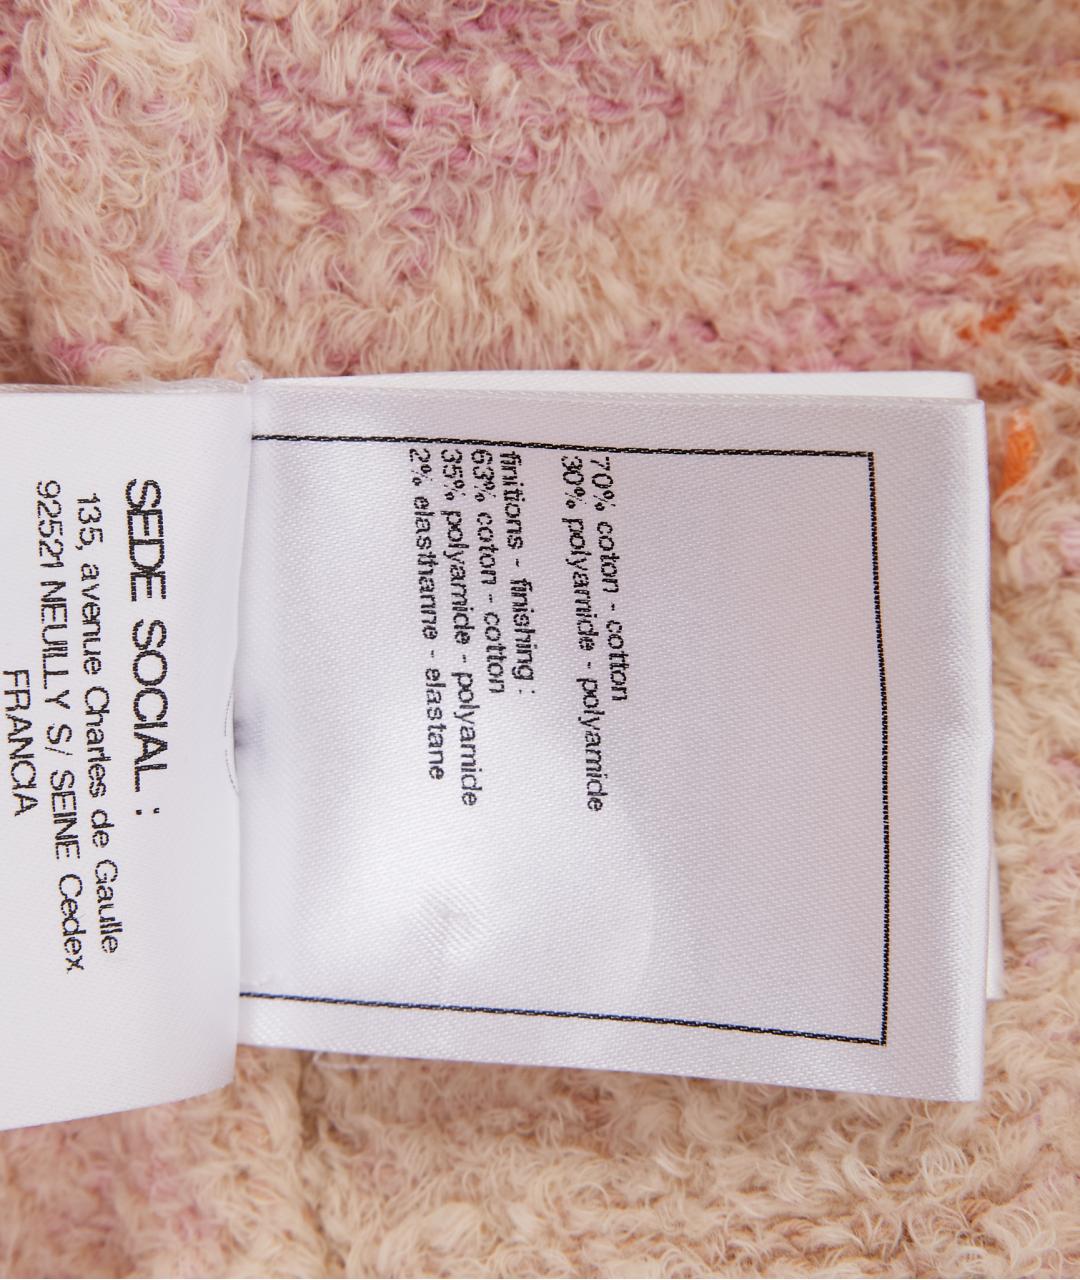 70% coton - cotton
30% polyamide - polyamide
finitions - finishing :
63% coton - cotton
35% polyamide - polyamide
2% elasthanne - elastane
SEDE SOCIAL :
135, avenue Charles de Gaulle
92521 NEUILLY S/ SEINE Cedex
FRANCIA